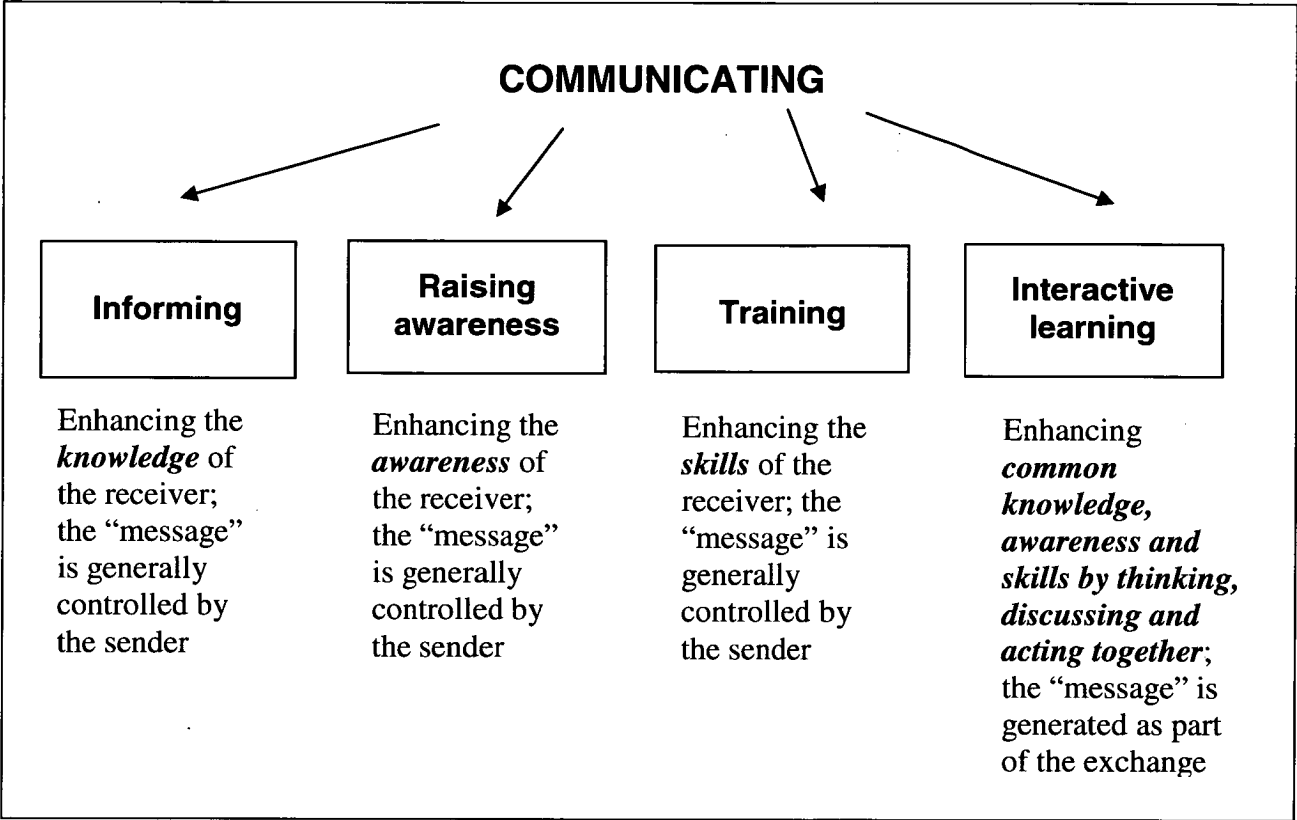 COMMUNICATING
Informing
Enhancing the
knowledge of
the receiver;
the “message”
is generally
controlled by
the sender
Raising
awareness
Enhancing the
awareness of
the receiver;
the “message”
is generally
controlled by
the sender
Training
Enhancing the
skills of the
receiver; the
“message” is
generally
controlled by
the sender
Interactive
learning
Enhancing
common
knowledge,
awareness and
skills by thinking,
discussing and
acting together;
the “message” is
generated as part
of the exchange